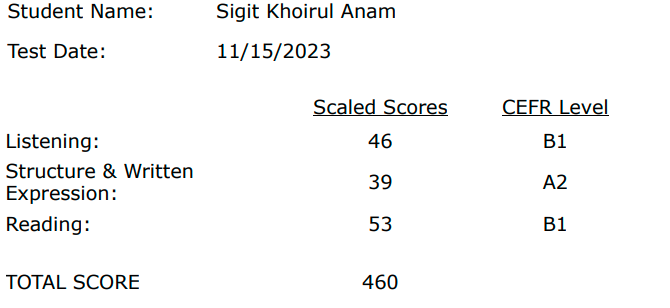 Student Name: Sigit Khoirul Anam
Test Date: 11/15/2023
Scaled Scores CEFR Level
Listening: 46 B1
Structure & Written
Expression: 39 A2
Reading: 53 B1
TOTAL SCORE 460